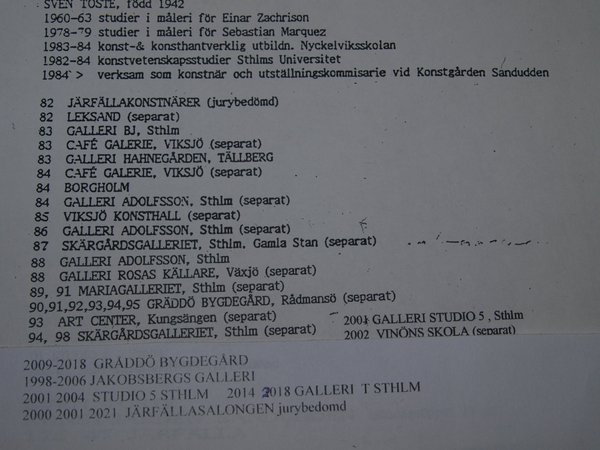 SVEN TOSTE, född 1942
1960-63 studier i måleri för Einar Zachrison
1978-79 studier i måleri för Sebastian Marquez
1983-84 konst-& konsthantverklig utbildn. Nyckelviksskolan
1982-84 konstvetenskapsstudier Sthlms Universitet
1984 > verksam som konstnär och utställningskommisarie vid Konstgården Sandudden
82 JÄRFÄLLAKONSTNÄRER (jurybedömd)
82 LEKSAND (separat)
83 GALLERI BJ, Sthlm
83 CAFÉ GALERIE, VIKSJÖ (separat)
83 GALLERI HAHNEGÅRDEN, TÄLLBERG
84 CAFÉ GALERIE, VIKSJÖ (separat)
84 BORGHOLM
84 GALLERI ADOLFSSON, Sthlm (separat)
85 VIKSJÖ KONSTHALL (separat)
86 GALLERI ADOLFSSON, Sthlm (separat)
87 SKÄRGÅRDSGALLERIET, Sthlm, Gamla Stan (separat)
88 GALLERI ADOLFSSON, Sthlm
88 GALLERI ROSAS KÄLLARE, Växjö (separat)
89, 91 MARIAGALLERIET, Sthlm (separat)
90,91,92,93,94,95 GRÄDDÖ BYGDEGÅRD, Rådmansö (separat)
93 ART CENTER, Kungsängen (separat) 2001 GALLERI STUDIO 5 , Sthlm
94, 98 SKÄRGÅRDSGALLERIET, Sthlm (separat) 2002 VINÖNS SKOLA (separat)
2009-2018 GRÄDDÖ BYGDEGÅRD
1998-2006 JAKOBSBERGS GALLERI
2001 2004 STUDIO 5 STHLM 2014 2018 GALLERI T STHLM
2000 2001 2021 JÄRFÄLLASALONGEN jurybedomd